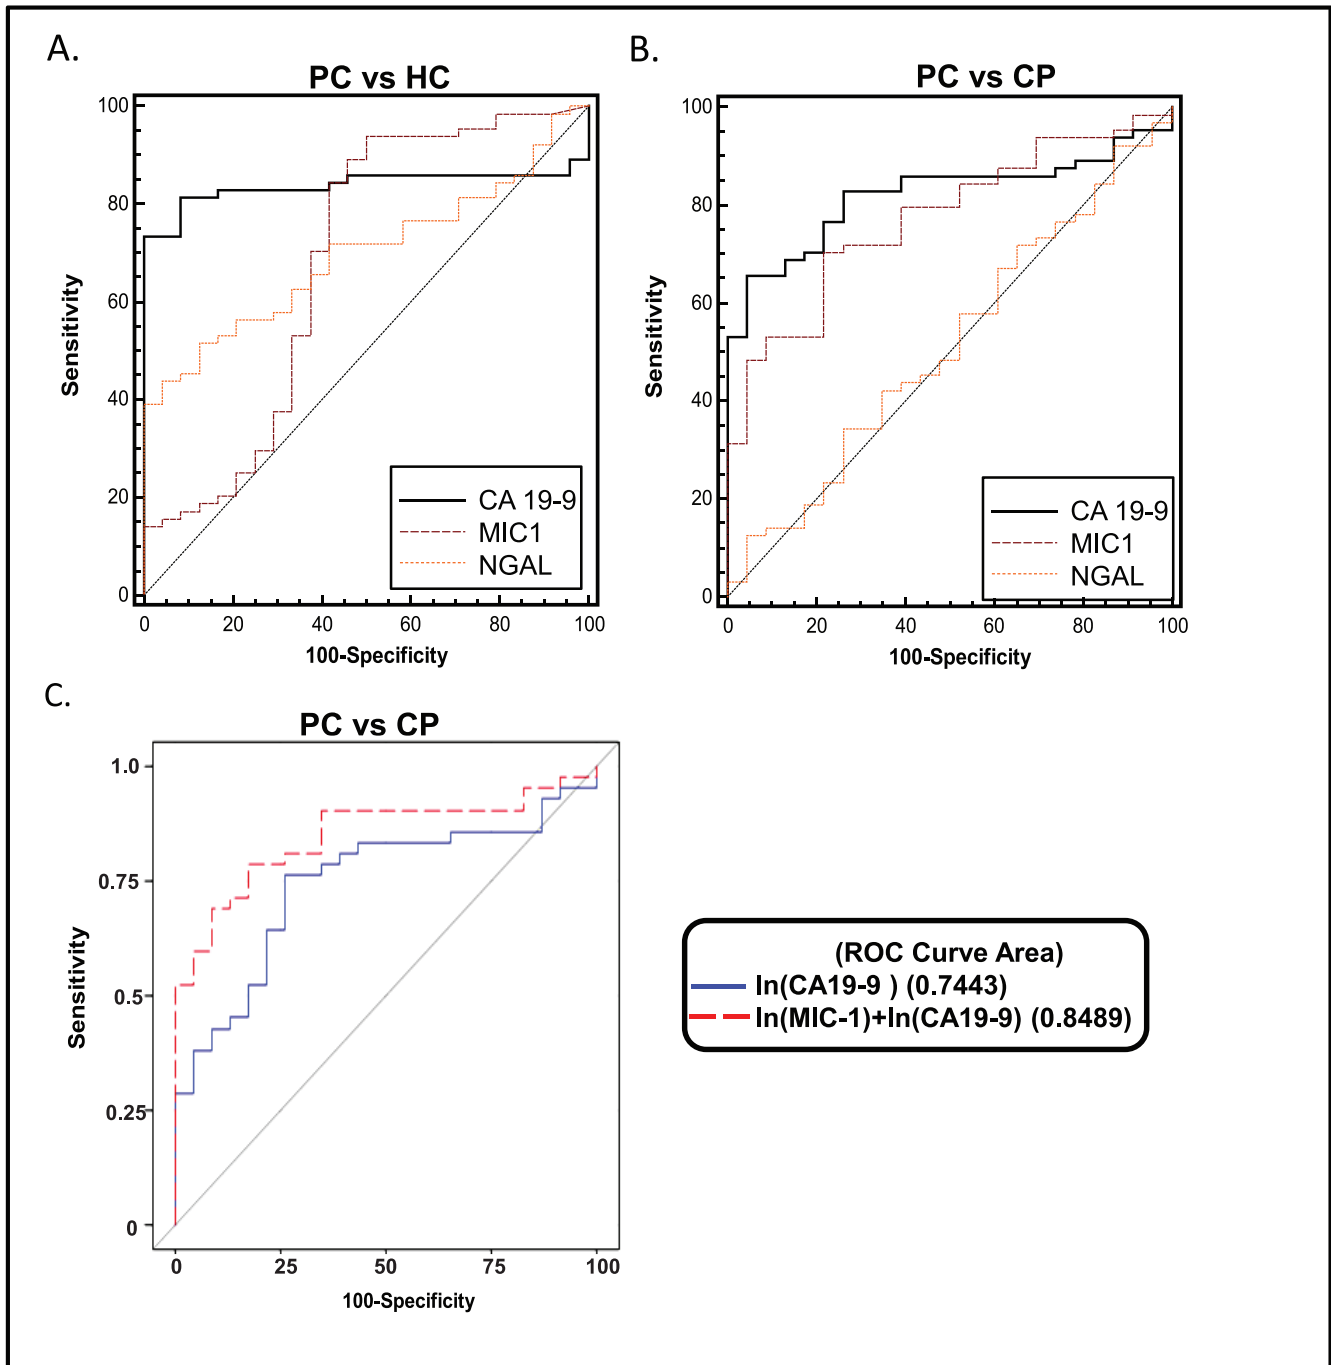 A.
PC vs HC
100
80
60
40
20
0
Sensitivity
CA 19-9
MIC1
NGAL
0 20 40 60 80 100
100-Specificity
B.
PC vs CP
100
80
60
40
20
0
Sensitivity
CA 19-9
MIC1
NGAL
0 20 40 60 80 100
100-Specificity
C.
PC vs CP
1.0
0.75
0.5
0.25
0
Sensitivity
0 25 50 75 100
100-Specificity
(ROC Curve Area)
ln(CA19-9 ) (0.7443)
ln(MIC-1)+ln(CA19-9) (0.8489)